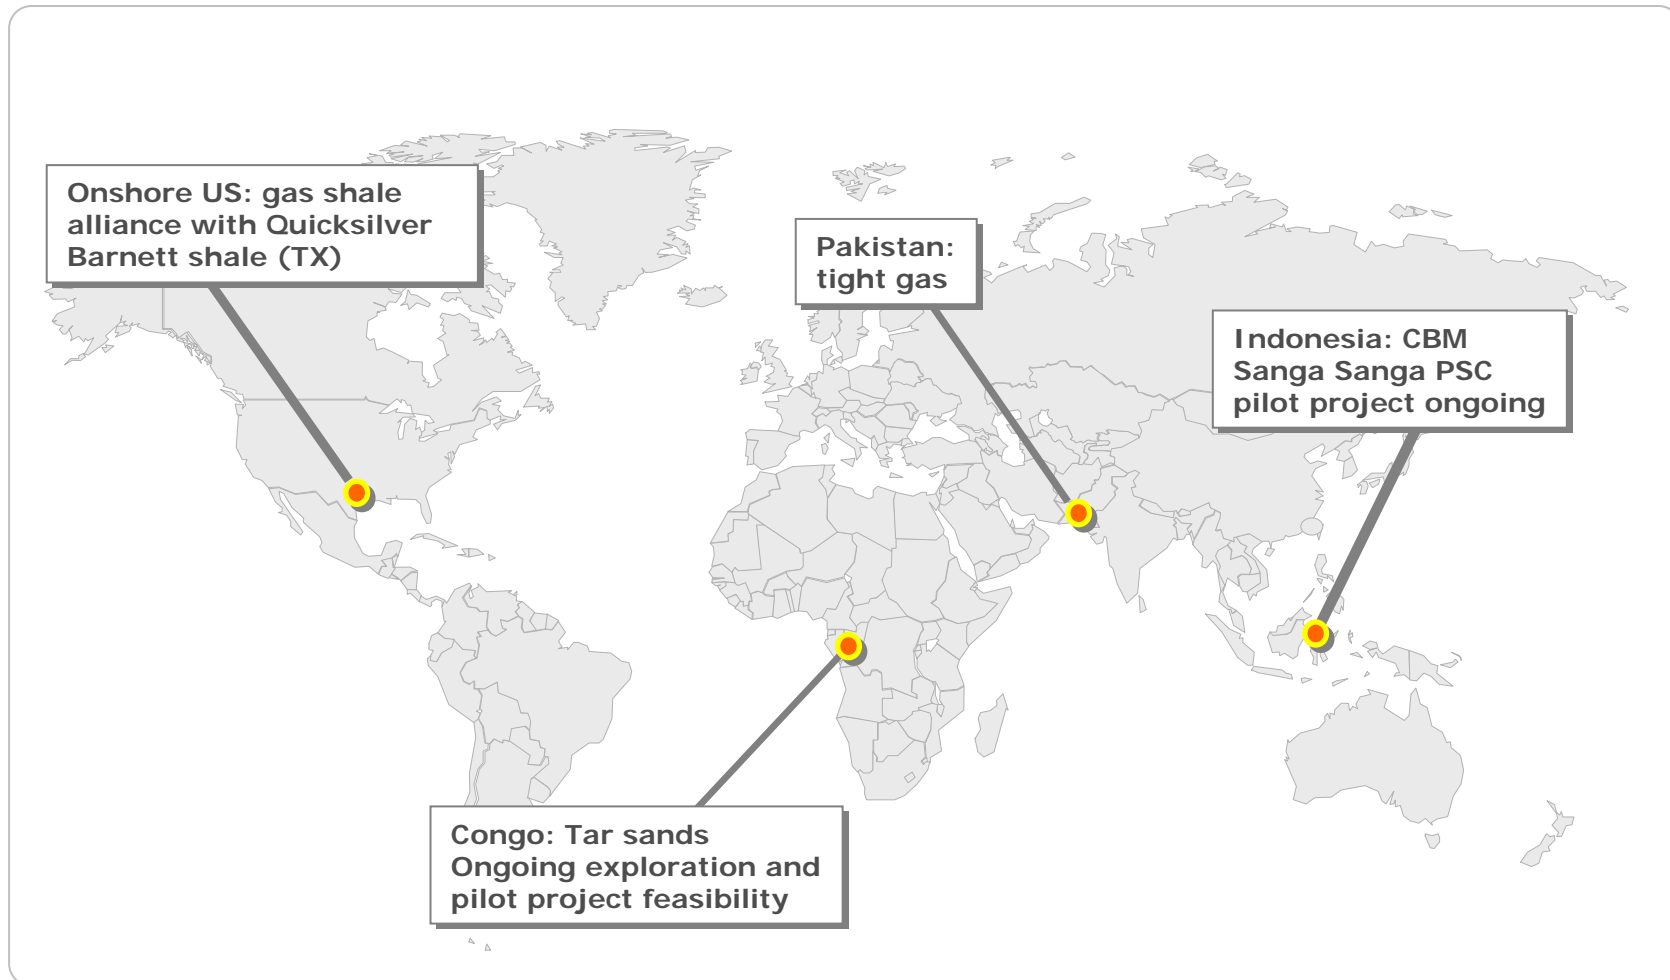 Onshore US: gas shale
alliance with Quicksilver
Barnett shale (TX)
Pakistan:
tight gas
Indonesia: CBM
Sanga Sanga PSC
pilot project ongoing
Congo: Tar sands
Ongoing exploration and
pilot project feasibility